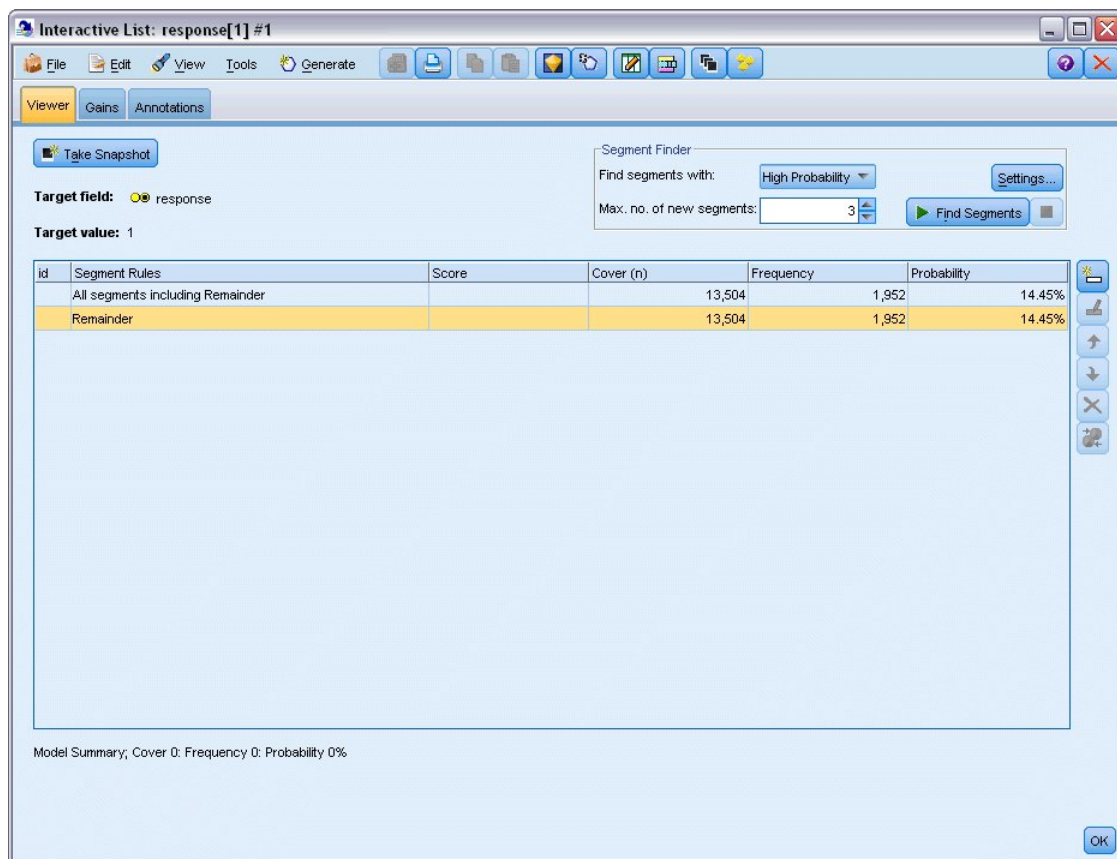 Interactive List: response[1] #1
File Edit View Tools Generate
Viewer Gains Annotations
Take Snapshot
Segment Finder
Find segments with: High Probability Settings...
Max. no. of new segments: 3 Find Segments
Target field: response
Target value: 1
id Segment Rules Score Cover (n) Frequency Probability
All segments including Remainder 13,504 1,952 14.45%
Remainder 13,504 1,952 14.45%
Model Summary; Cover 0: Frequency 0: Probability 0%
OK